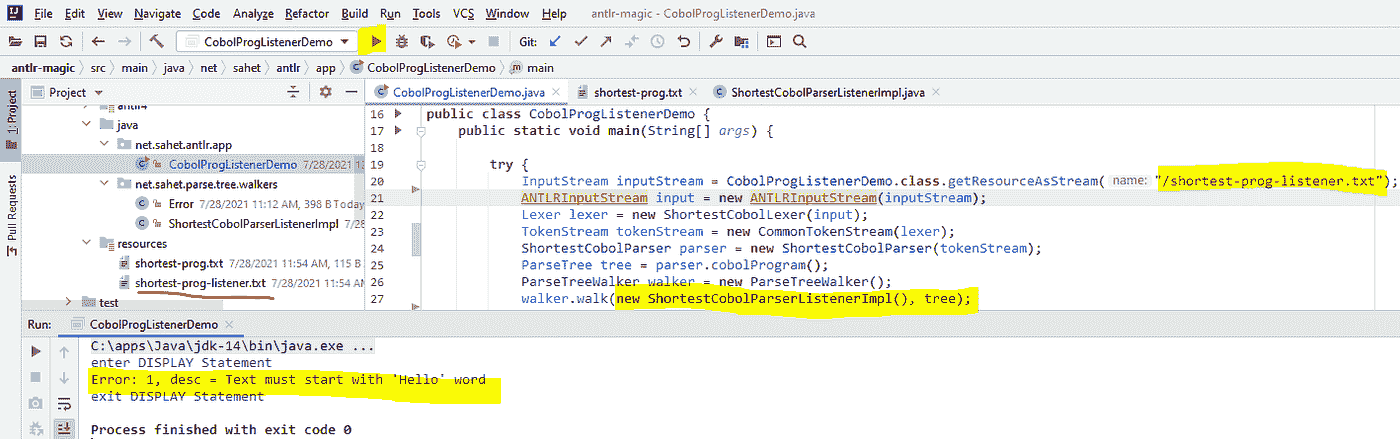 File Edit View Navigate Code Analyze Refactor Build Run Tools VCS Window Help antlr-magic - CobolProgListenerDemo.java
CobolProgListenerDemo Git:
antlr-magic src main java net sahet antlr app CobolProgListenerDemo main
1: Project
Pull Requests
Project
antlr4
java
net.sahet.antlr.app
CobolProgListenerDemo 7/28/2021
net.sahet.parse.tree.walkers
Error 7/28/2021 11:12 AM, 398 B Today
ShortestCobolParserListenerImpl 7/28
resources
shortest-prog.txt 7/28/2021 11:54 AM, 115 B
shortest-prog-listener.txt 7/28/2021 11:54 AM
test
CobolProgListenerDemo.java shortest-prog.txt ShortestCobolParserListenerImpl.java
16 public class CobolProgListenerDemo {
17 public static void main(String[] args) {
18
19 try {
20 InputStream inputStream = CobolProgListenerDemo.class.getResourceAsStream( name: "/shortest-prog-listener.txt");
21 ANTLRInputStream input = new ANTLRInputStream(inputStream);
22 Lexer lexer = new ShortestCobolLexer(input);
23 TokenStream tokenStream = new CommonTokenStream(lexer);
24 ShortestCobolParser parser = new ShortestCobolParser(tokenStream);
25 ParseTree tree = parser.cobolProgram();
26 ParseTreeWalker walker = new ParseTreeWalker();
27 walker.walk(new ShortestCobolParserListenerImpl(), tree);
Run: CobolProgListenerDemo
C:\apps\Java\jdk-14\bin\java.exe ...
enter DISPLAY Statement
Error: 1, desc = Text must start with 'Hello' word
exit DISPLAY Statement
Process finished with exit code 0